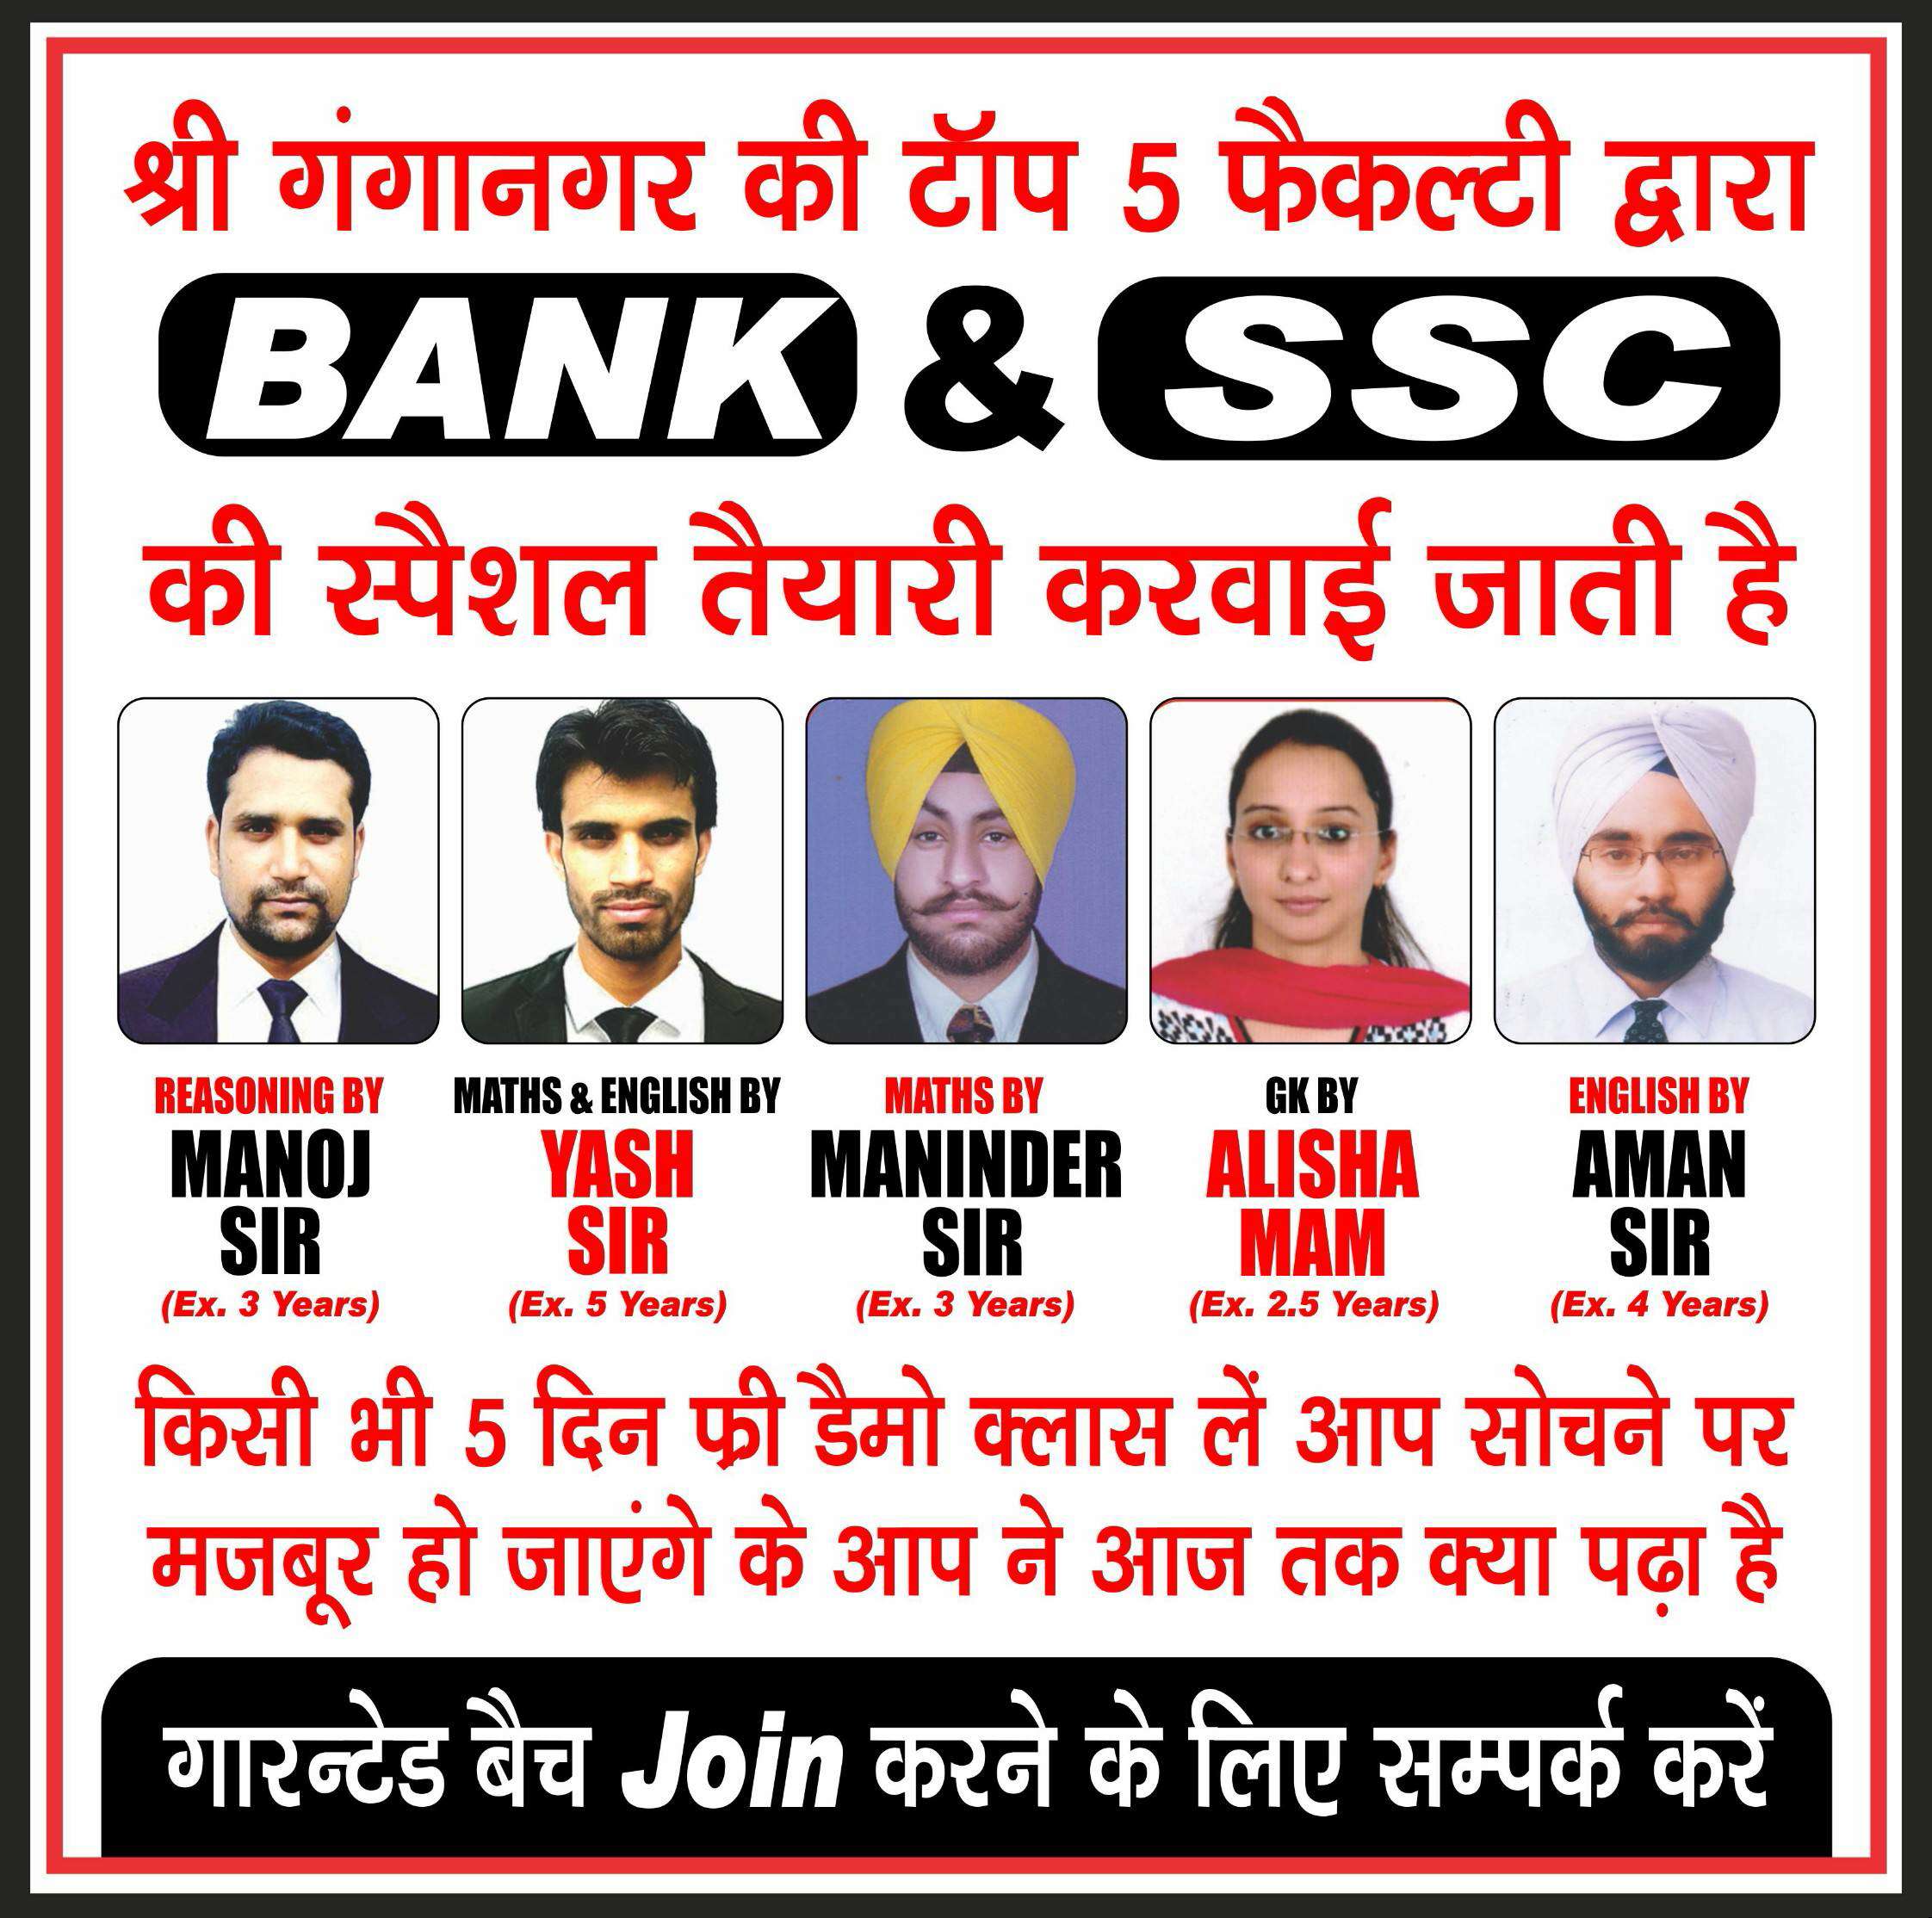 श्री गंगानगर की टॉप 5 फैकल्टी द्वारा
BANK & SSC
की स्पैशल तैयारी करवाई जाती है
REASONING BY
MANOJ
SIR
(Ex. 3 Years)
MATHS & ENGLISH BY
YASH
SIR
(Ex. 5 Years)
MATHS BY
MANINDER
SIR
(Ex. 3 Years)
GK BY
ALISHA
MAM
(Ex. 2.5 Years)
ENGLISH BY
AMAN
SIR
(Ex. 4 Years)
किसी भी 5 दिन फ्री डैमो क्लास लें आप सोचने पर
मजबूर हो जाएंगे के आप ने आज तक क्या पढ़ा है
गारन्टेड बैच Join करने के लिए सम्पर्क करें